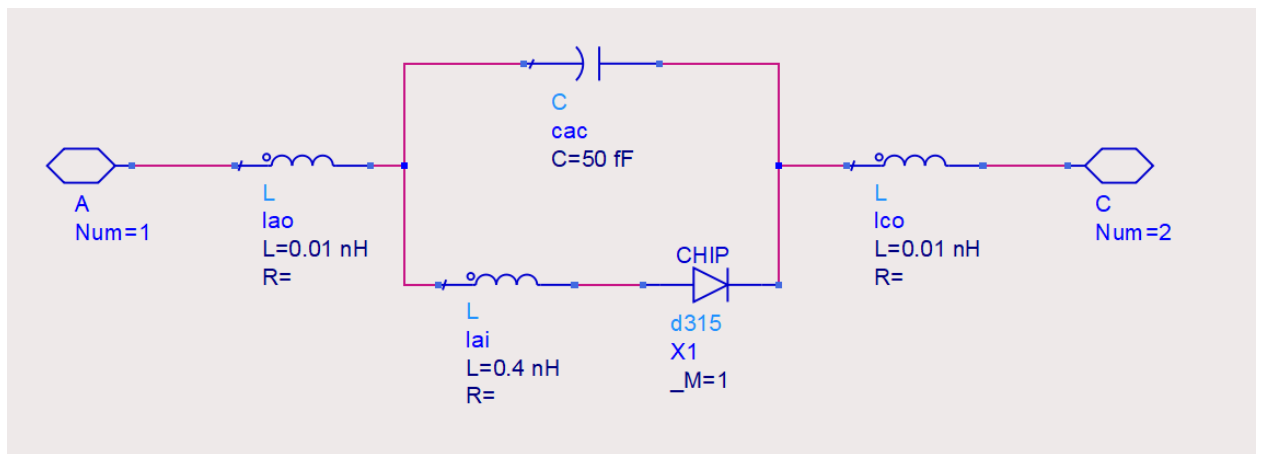 C
cac
C=50 fF
A
Num=1
L
lao
L=0.01 nH
R=
L
lco
L=0.01 nH
R=
C
Num=2
CHIP
L
lai
L=0.4 nH
R=
d315
X1
_M=1